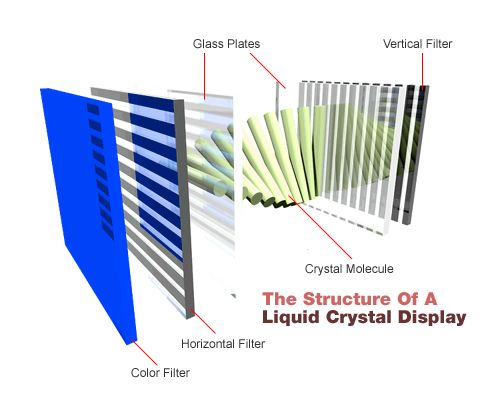 Glass Plates
Vertical Filter
Crystal Molecule
The Structure Of A
Liquid Crystal Display
Horizontal Filter
Color Filter